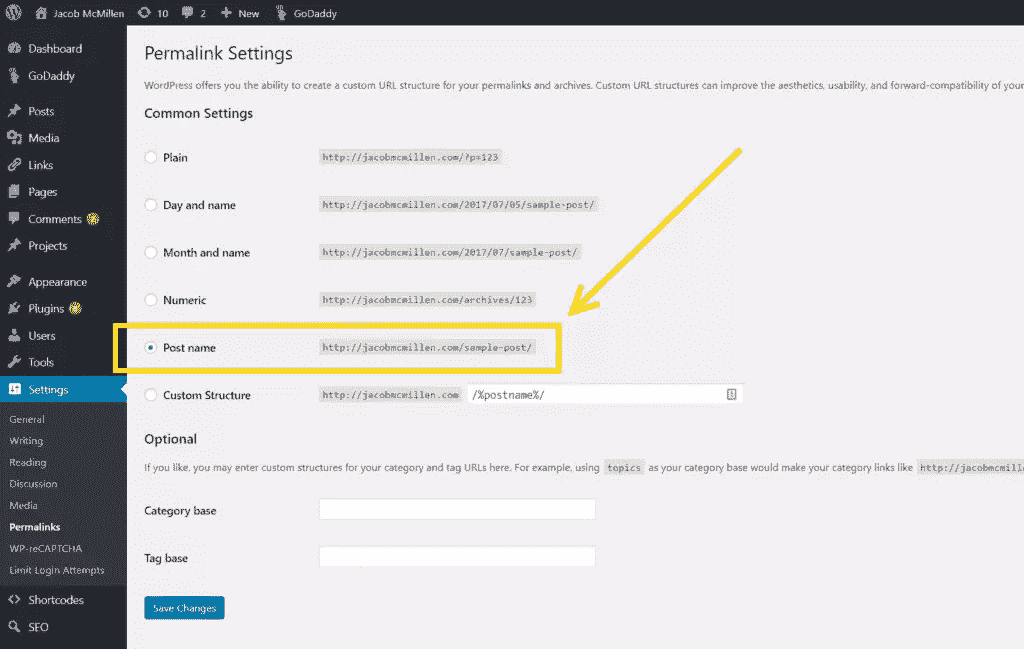 Jacob McMillen 10 2 New GoDaddy
Dashboard
GoDaddy
Posts
Media
Links
Pages
Comments
Projects
Appearance
Plugins
Users
Tools
Settings
General
Writing
Reading
Discussion
Media
Permalinks
WP-reCAPTCHA
Limit Login Attempts
Shortcodes
SEO
Permalink Settings
WordPress offers you the ability to create a custom URL structure for your permalinks and archives. Custom URL structures can improve the aesthetics, usability, and forward-compatibility of your
Common Settings
Plain http://jacobmcmillen.com/?p=123
Day and name http://jacobmcmillen.com/2017/07/05/sample-post/
Month and name http://jacobmcmillen.com/2017/07/sample-post/
Numeric http://jacobmcmillen.com/archives/123
Post name http://jacobmcmillen.com/sample-post/
Custom Structure http://jacobmcmillen.com /%postname%/
Optional
If you like, you may enter custom structures for your category and tag URLs here. For example, using topics as your category base would make your category links like http://jacobmcmill
Category base
Tag base
Save Changes